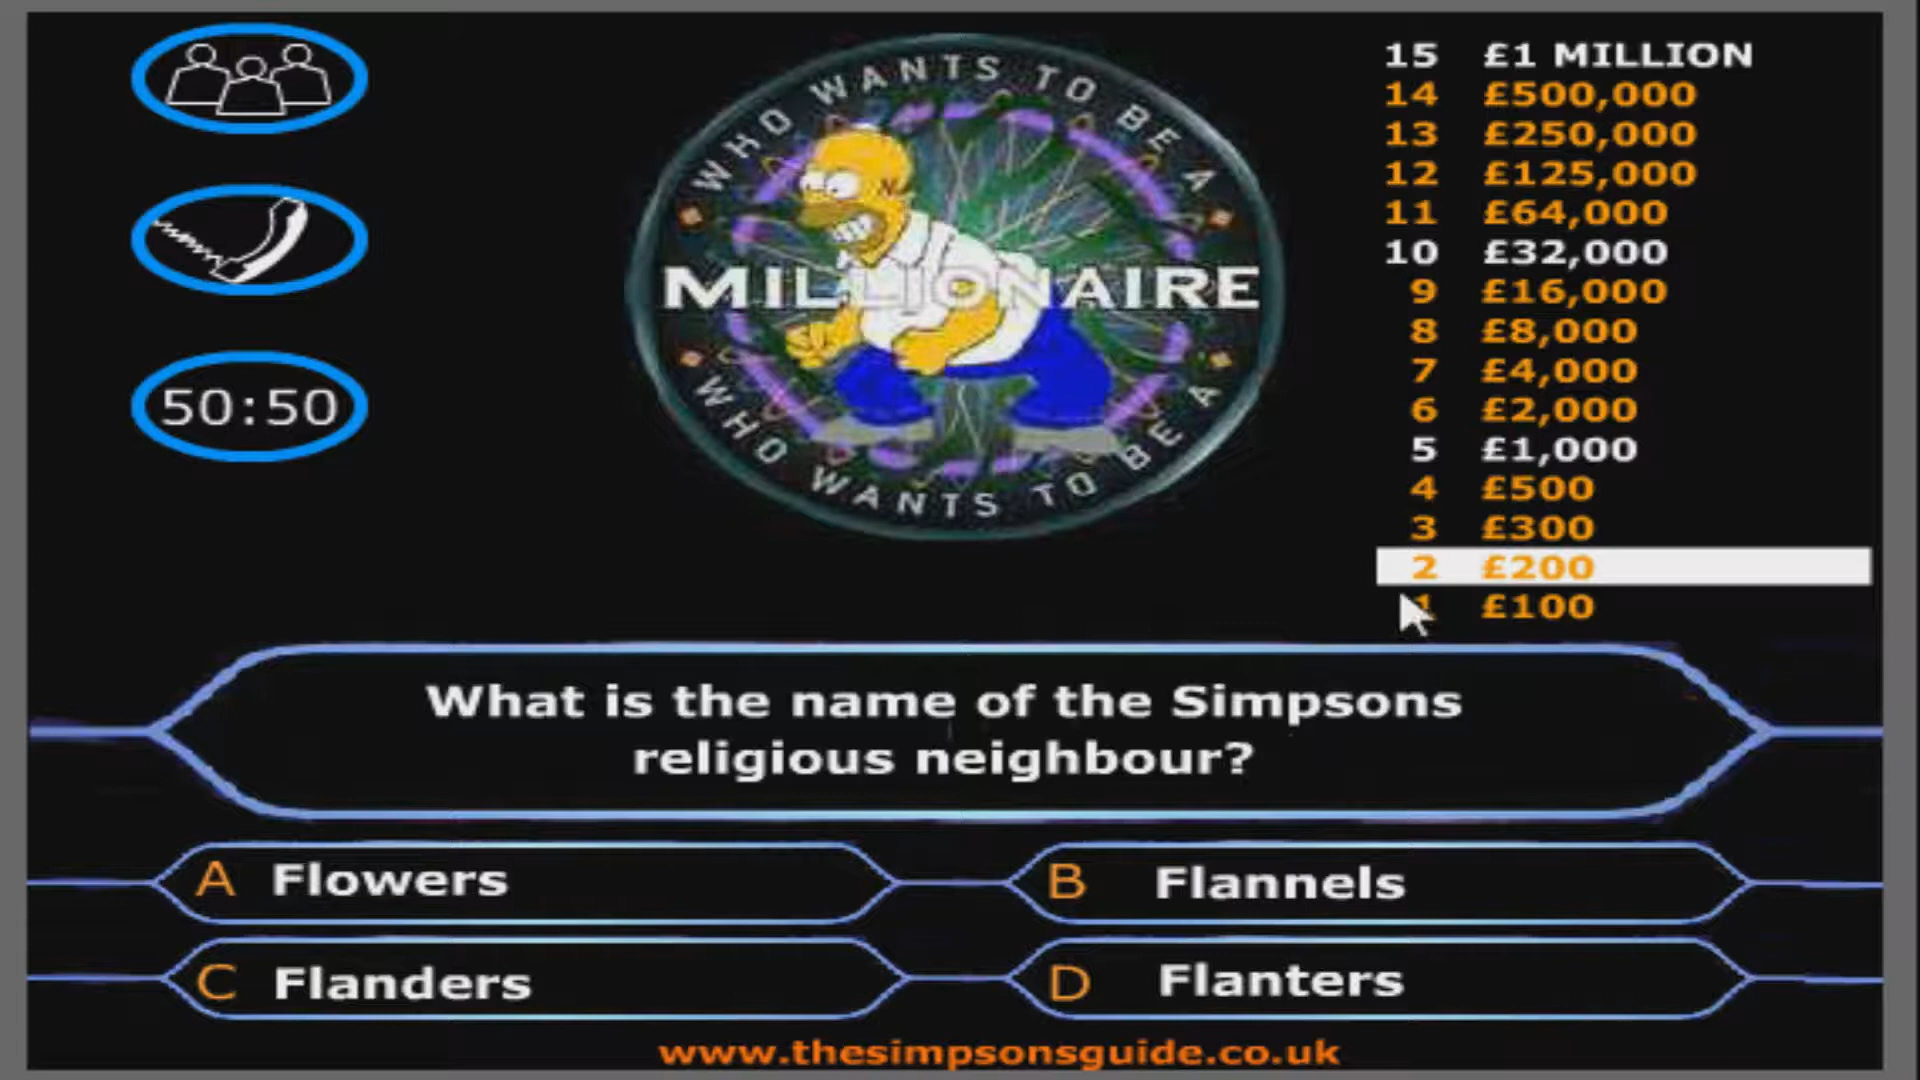 WHO WANTS TO BE A
MILLIONAIRE
WHO WANTS TO BE A
50:50
15 £1 MILLION
14 £500,000
13 £250,000
12 £125,000
11 £64,000
10 £32,000
9 £16,000
8 £8,000
7 £4,000
6 £2,000
5 £1,000
4 £500
3 £300
2 £200
1 £100
What is the name of the Simpsons
religious neighbour?
A Flowers
B Flannels
C Flanders
D Flanters
www.thesimpsonsguide.co.uk